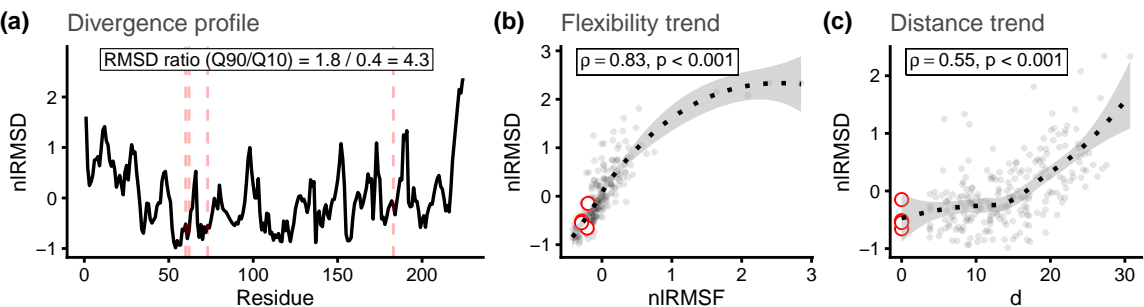 (a) Divergence profile
RMSD ratio (Q90/Q10) = 1.8 / 0.4 = 4.3
nlRMSD
2
1
0
−1
0 50 100 150 200
Residue
(b) Flexibility trend
ρ = 0.83, p < 0.001
nlRMSD
3
2
1
0
−1
0 1 2 3
nlRMSF
(c) Distance trend
ρ = 0.55, p < 0.001
nlRMSD
2
1
0
−1
0 10 20 30
d